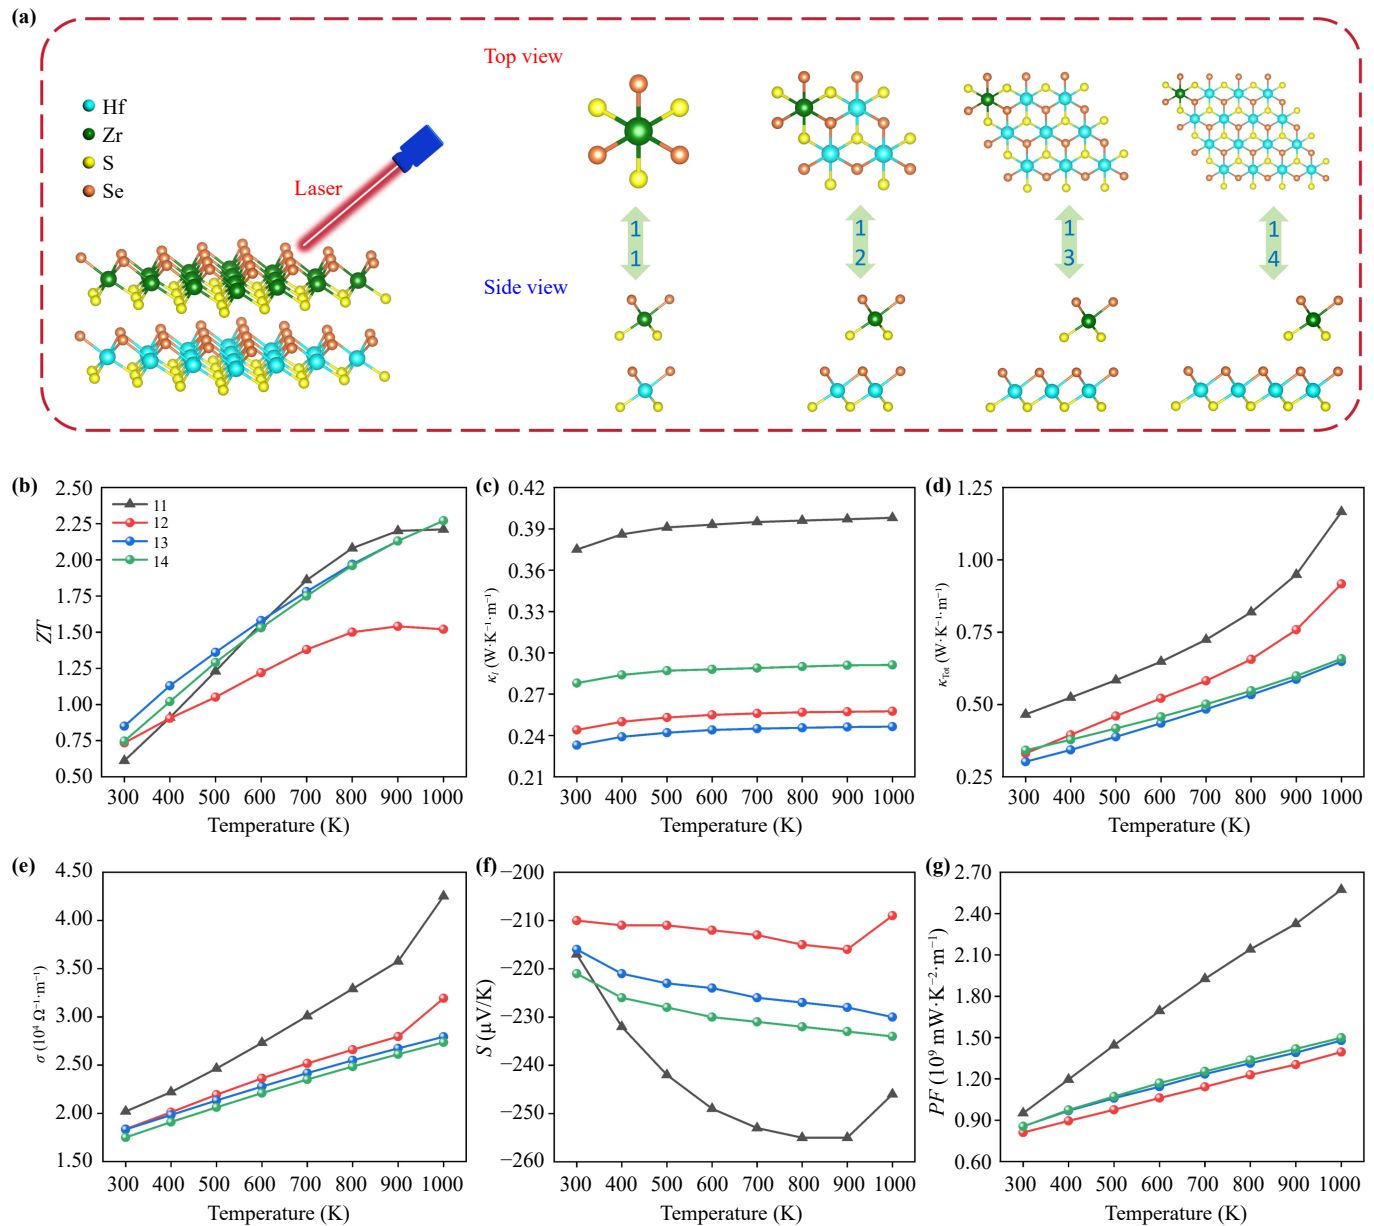 (a)
Top view
Hf
Zr
S
Se
Laser
1 1
1 2
1 3
1 4
Side view
(b)
2.50
2.25
2.00
1.75
1.50
1.25
1.00
0.75
0.50
ZT
11
12
13
14
300 400 500 600 700 800 900 1000
Temperature (K)
(c)
0.42
0.39
0.36
0.33
0.30
0.27
0.24
0.21
κl (W·K⁻¹·m⁻¹)
300 400 500 600 700 800 900 1000
Temperature (K)
(d)
1.25
1.00
0.75
0.50
0.25
κTot (W·K⁻¹·m⁻¹)
300 400 500 600 700 800 900 1000
Temperature (K)
(e)
4.50
4.00
3.50
3.00
2.50
2.00
1.50
σ (10⁴ Ω⁻¹·m⁻¹)
300 400 500 600 700 800 900 1000
Temperature (K)
(f)
−200
−210
−220
−230
−240
−250
−260
S (μV/K)
300 400 500 600 700 800 900 1000
Temperature (K)
(g)
2.70
2.40
2.10
1.80
1.50
1.20
0.90
0.60
PF (10⁹ mW·K⁻²·m⁻¹)
300 400 500 600 700 800 900 1000
Temperature (K)